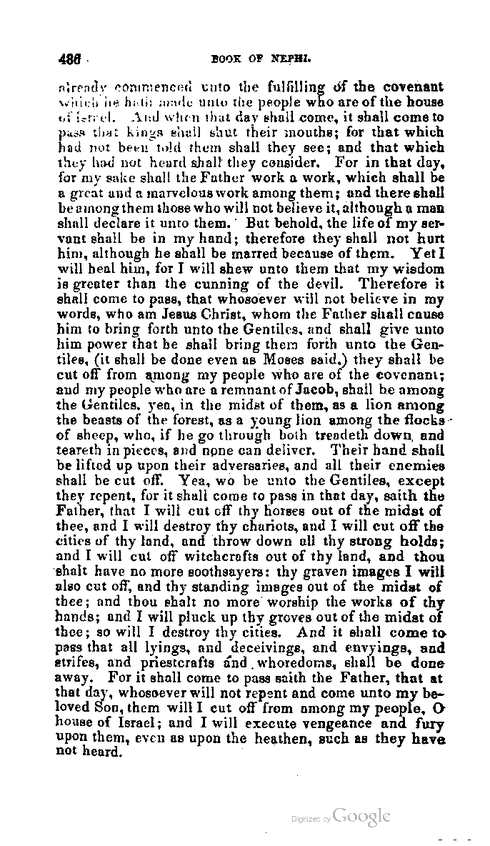 486 BOOK OF NEPHI.
already commenced unto the fulfilling of the covenant
which he hath made unto the people who are of the house
of israel. And when that day shall come, it shall come to
pass that kings shall shut their mouths; for that which
had not been told them shall they see; and that which
they had not heard shall they consider. For in that day,
for my sake shall the Father work a work, which shall be
a great and a marvelous work among them; and there shall
be among them those who will not believe it, although a man
shall declare it unto them. But behold, the life of my ser-
vant shall be in my hand; therefore they shall not hurt
him, although he shall be marred because of them. Yet I
will heal him, for I will shew unto them that my wisdom
is greater than the cunning of the devil. Therefore it
shall come to pass, that whosoever will not believe in my
words, who am Jesus Christ, whom the Father shall cause
him to bring forth unto the Gentiles, and shall give unto
him power that he shall bring them forth unto the Gen-
tiles, (it shall be done even as Moses said,) they shall be
cut off from among my people who are of the covenant;
and my people who are a remnant of Jacob, shall be among
the Gentiles, yea, in the midst of them, as a lion among
the beasts of the forest, as a young lion among the flocks
of sheep, who, if he go through both treadeth down and
teareth in pieces, and none can deliver. Their hand shall
be lifted up upon their adversaries, and all their enemies
shall be cut off. Yea, wo be unto the Gentiles, except
they repent, for it shall come to pass in that day, saith the
Father, that I will cut off thy horses out of the midst of
thee, and I will destroy thy chariots, and I will cut off the
cities of thy land, and throw down all thy strong holds;
and I will cut off witchcrafts out of thy land, and thou
shalt have no more soothsayers: thy graven images I will
also cut off, and thy standing images out of the midst of
thee; and thou shalt no more worship the works of thy
hands; and I will pluck up thy groves out of the midst of
thee; so will I destroy thy cities. And it shall come to
pass that all lyings, and deceivings, and envyings, and
strifes, and priestcrafts and whoredoms, shall be done
away. For it shall come to pass saith the Father, that at
that day, whosoever will not repent and come unto my be-
loved Son, them will I cut off from among my people, O
house of Israel; and I will execute vengeance and fury
upon them, even as upon the heathen, such as they have
not heard.
Digitized by Google